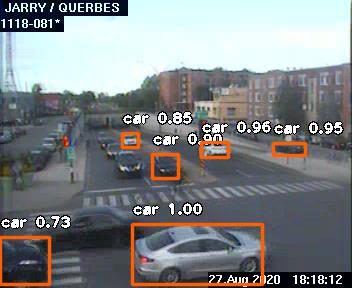 JARRY / QUERBES
1118-081*
car 0.85
car 0.90
car 0.96
car 0.95
car 0.73
car 1.00
27.Aug 2020 18:18:12